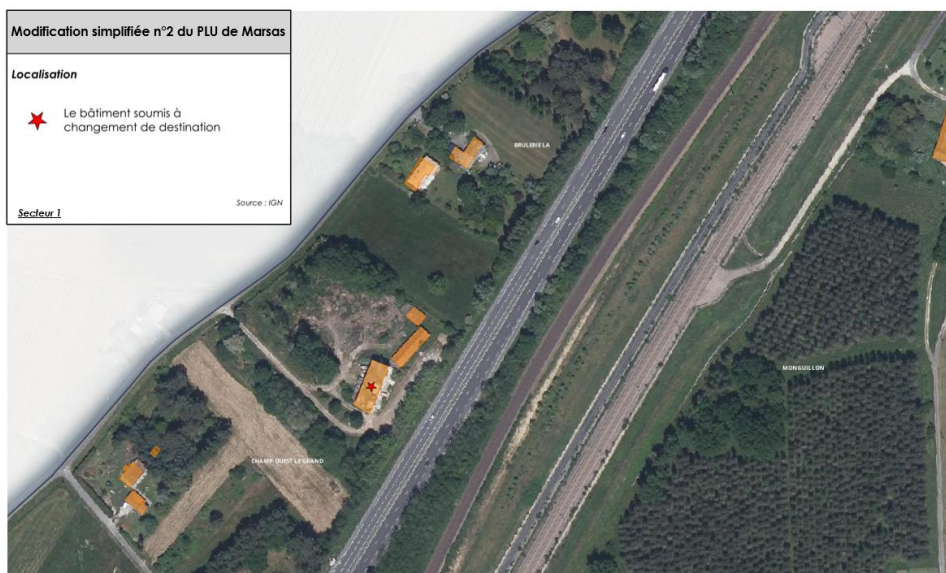 Modification simplifiée n°2 du PLU de Marsas
Localisation
Le bâtiment soumis à
changement de destination
Source : IGN
Secteur 1
BRULERIE LA
MONGUILLON
CHAMP-OUEST LE GRAND